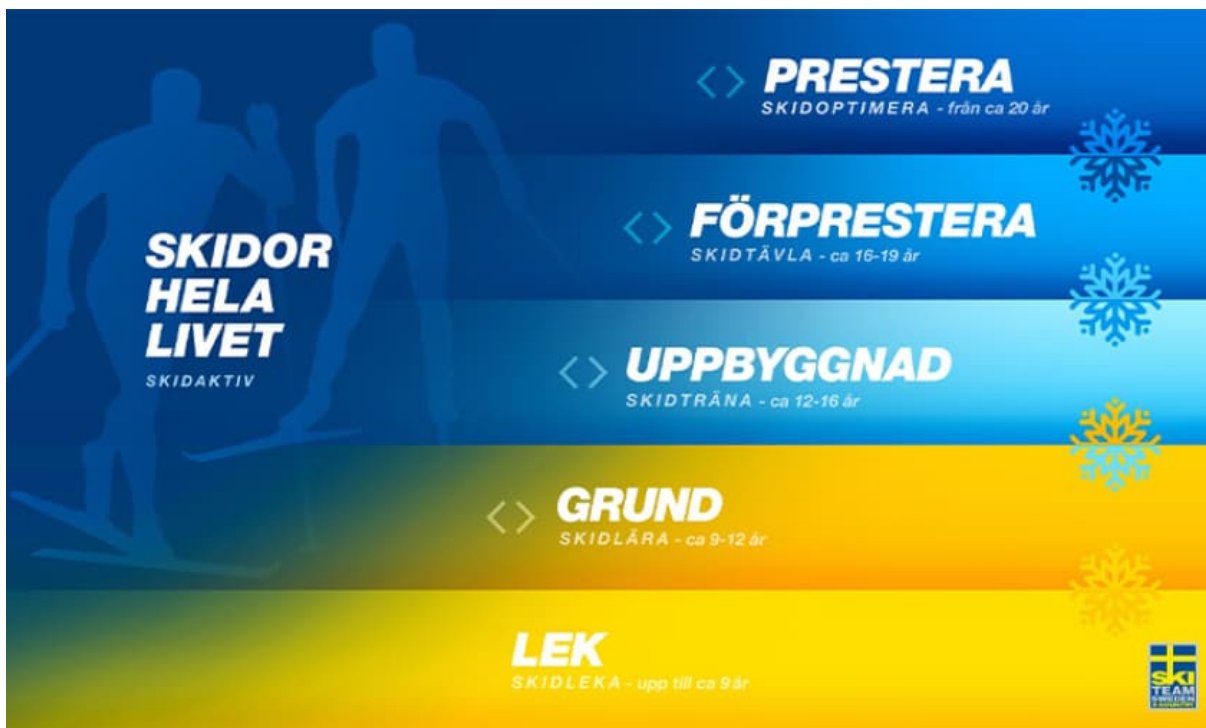 PRESTERA
SKIDOPTIMERA - från ca 20 år
FÖRPRESTERA
SKIDTÄVLA - ca 16-19 år
SKIDOR
HELA
LIVET
SKIDAKTIV
UPPBYGGNAD
SKIDTRÄNA - ca 12-16 år
GRUND
SKIDLÄRA - ca 9-12 år
LEK
SKIDLEKA - upp till ca 9 år
SKI
TEAM
SWEDEN
X-COUNTRY